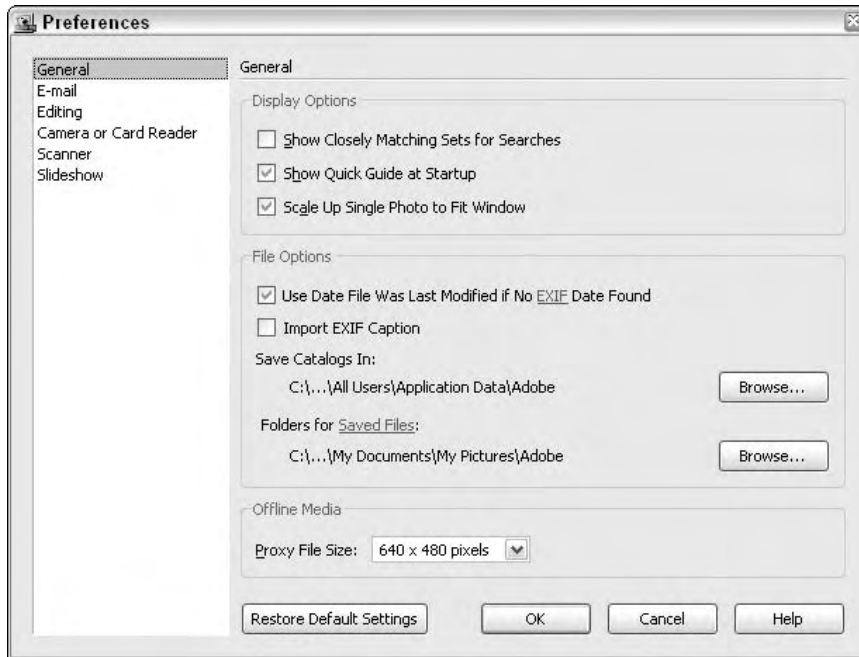 Preferences
General
E-mail
Editing
Camera or Card Reader
Scanner
Slideshow
General
Display Options
Show Closely Matching Sets for Searches
Show Quick Guide at Startup
Scale Up Single Photo to Fit Window
File Options
Use Date File Was Last Modified if No EXIF Date Found
Import EXIF Caption
Save Catalogs In:
C:\...\All Users\Application Data\Adobe
Browse...
Folders for Saved Files:
C:\...\My Documents\My Pictures\Adobe
Browse...
Offline Media
Proxy File Size: 640 x 480 pixels
Restore Default Settings
OK
Cancel
Help